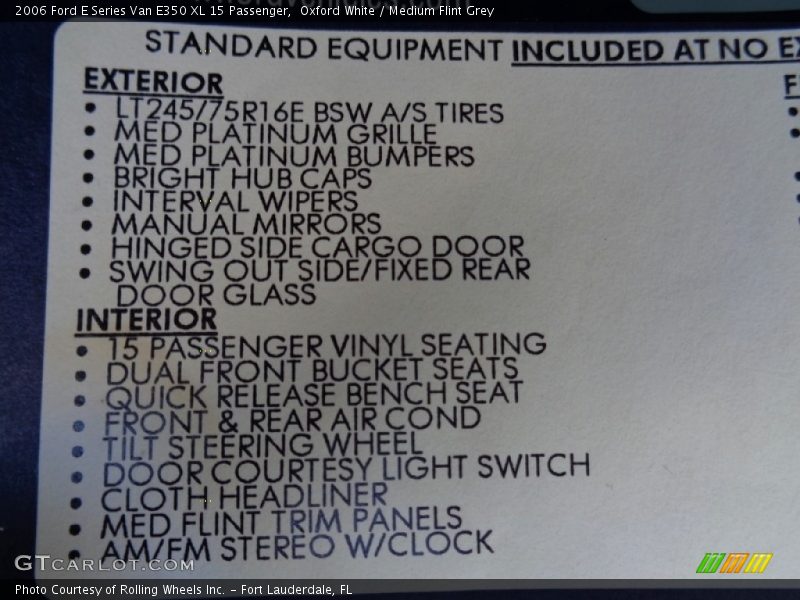 2006 Ford E Series Van E350 XL 15 Passenger, Oxford White / Medium Flint Grey
STANDARD EQUIPMENT INCLUDED AT NO
EXTERIOR
• LT245/75R16E BSW A/S TIRES
• MED PLATINUM GRILLE
• MED PLATINUM BUMPERS
• BRIGHT HUB CAPS
• INTERVAL WIPERS
• MANUAL MIRRORS
• HINGED SIDE CARGO DOOR
• SWING OUT SIDE/FIXED REAR
DOOR GLASS
INTERIOR
• 15 PASSENGER VINYL SEATING
• DUAL FRONT BUCKET SEATS
• QUICK RELEASE BENCH SEAT
• FRONT & REAR AIR COND
• TILT STEERING WHEEL
• DOOR COURTESY LIGHT SWITCH
• CLOTH HEADLINER
• MED FLINT TRIM PANELS
• AM/FM STEREO W/CLOCK
GTCARLOT.COM
Photo Courtesy of Rolling Wheels Inc. - Fort Lauderdale, FL